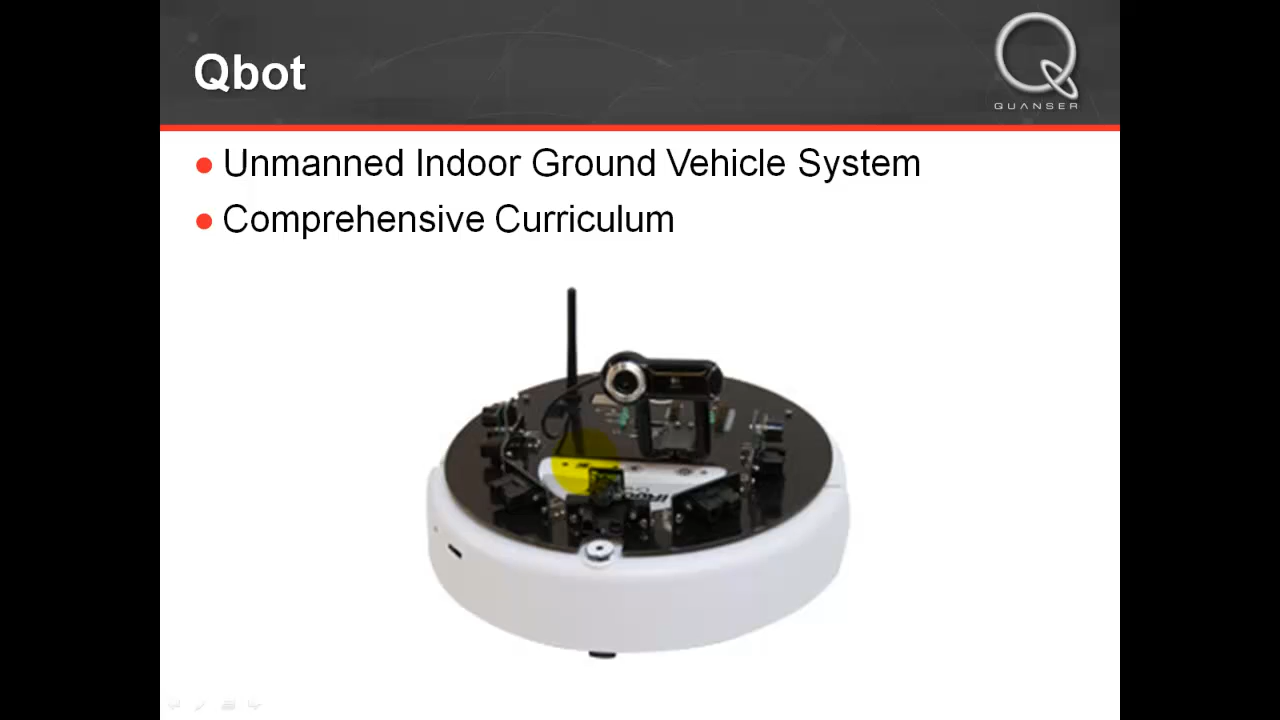 Qbot
QUANSER
Unmanned Indoor Ground Vehicle System
Comprehensive Curriculum